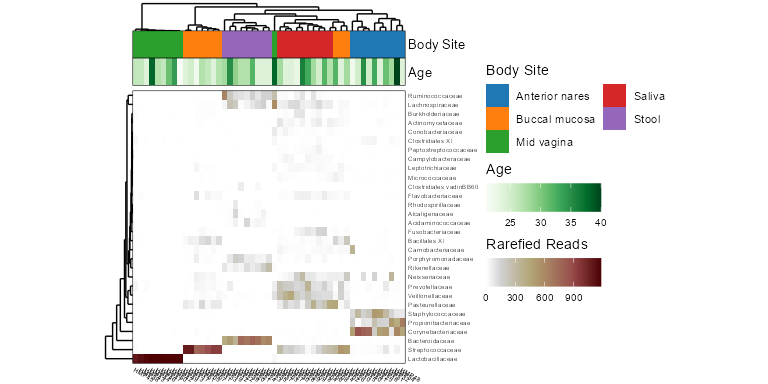 Body Site
Age
Ruminococcaceae
Lachnospiraceae
Burkholderiaceae
Actinomycetaceae
Coriobacteriaceae
Clostridiales XI
Peptostreptococcaceae
Campylobacteraceae
Leptotrichiaceae
Micrococcaceae
Clostridiales vadinBB60
Flavobacteriaceae
Rhodospirillaceae
Alcaligenaceae
Acidaminococcaceae
Fusobacteriaceae
Bacillales XI
Carnobacteriaceae
Porphyromonadaceae
Rikenellaceae
Neisseriaceae
Prevotellaceae
Veillonellaceae
Pasteurellaceae
Staphylococcaceae
Propionibacteriaceae
Corynebacteriaceae
Bacteroidaceae
Streptococcaceae
Lactobacillaceae
Body Site
Anterior nares
Saliva
Buccal mucosa
Stool
Mid vagina
Age
25 30 35 40
Rarefied Reads
0 300 600 900